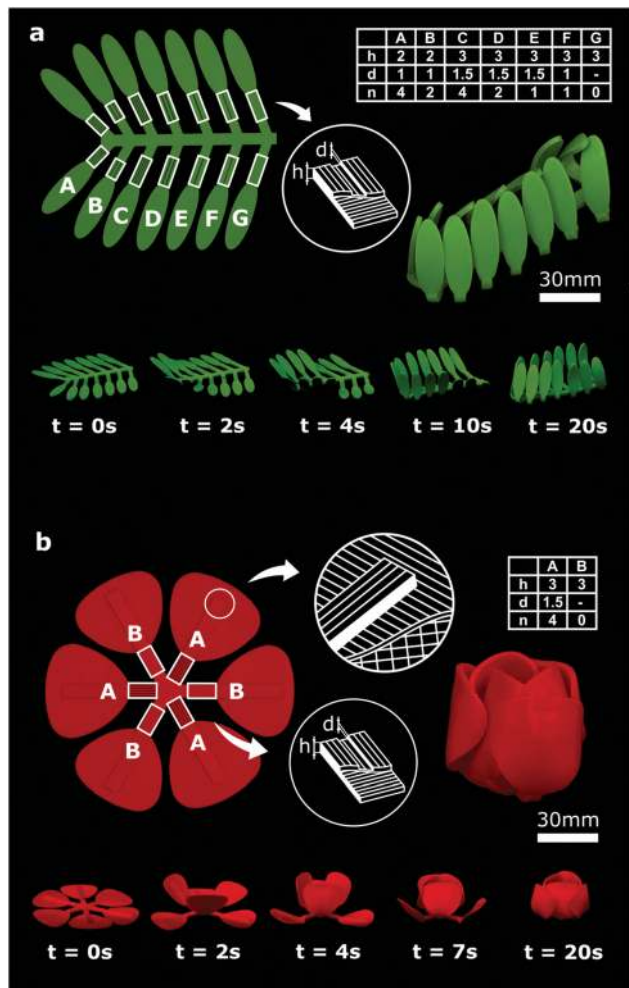 a
A B C D E F G
h 2 2 3 3 3 3 3
d 1 1 1.5 1.5 1.5 1 -
n 4 2 4 2 1 1 0
d
h
A B C D E F G
30mm
t = 0s t = 2s t = 4s t = 10s t = 20s
b
A B
h 3 3
d 1.5 -
n 4 0
B A
A B
B A
d
h
30mm
t = 0s t = 2s t = 4s t = 7s t = 20s